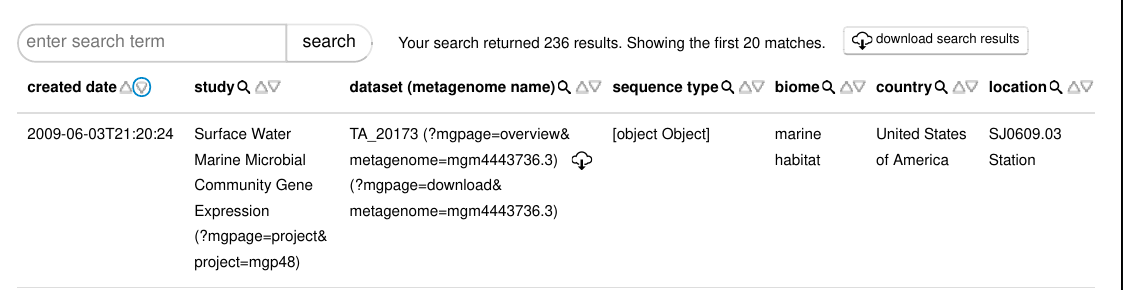 enter search term search Your search returned 236 results. Showing the first 20 matches. download search results
created date study dataset (metagenome name) sequence type biome country location
2009-06-03T21:20:24 Surface Water TA_20173 (?mgpage=overview& [object Object] marine United States SJ0609.03
Marine Microbial metagenome=mgm4443736.3) habitat of America Station
Community Gene (?mgpage=download&
Expression metagenome=mgm4443736.3)
(?mgpage=project&
project=mgp48)